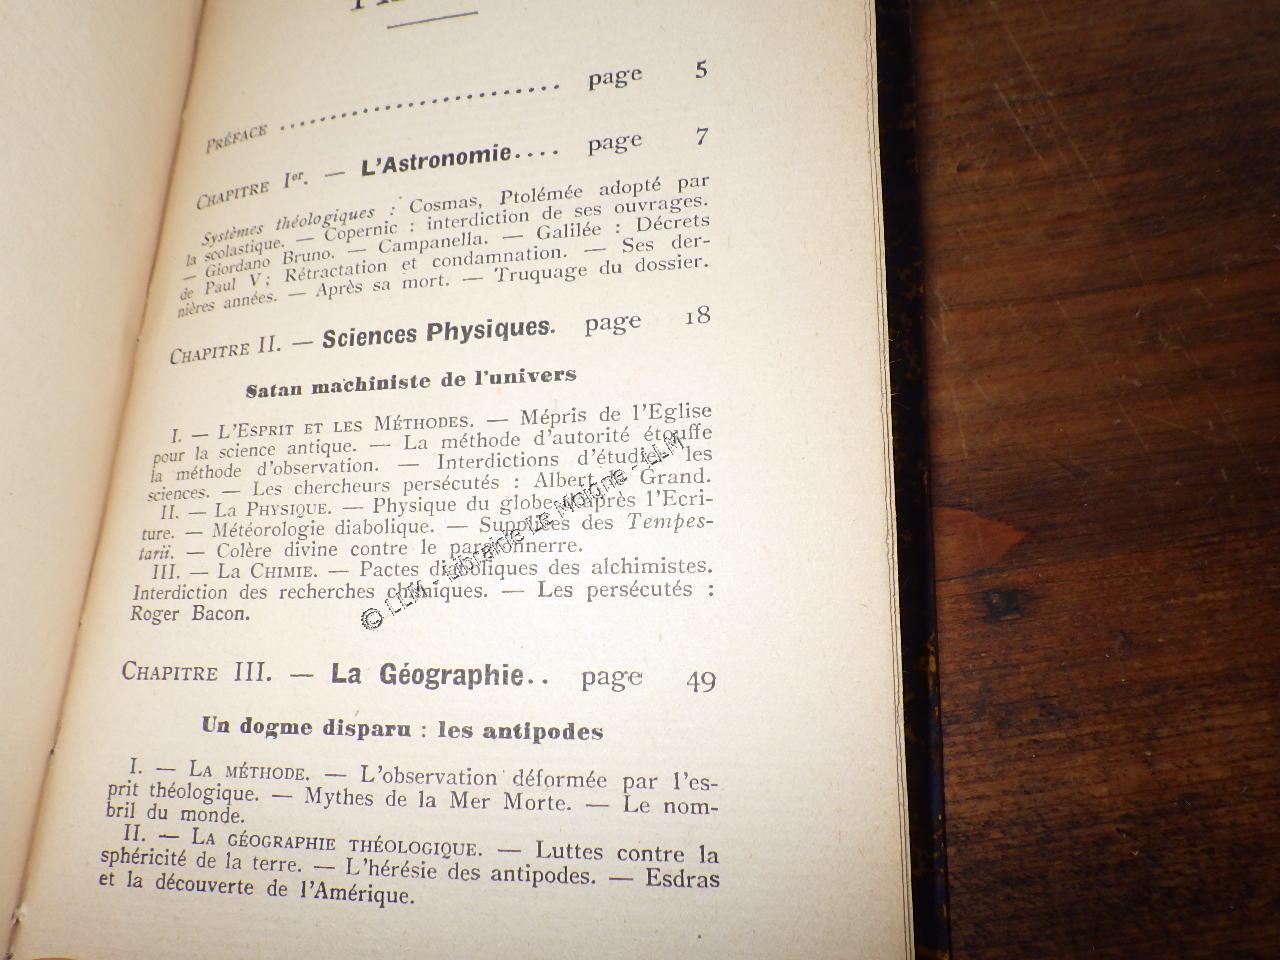 PRÉFACE ........................ page 5
CHAPITRE Ier. — L'Astronomie.... page 7
Systèmes théologiques : Cosmas, Ptolémée adopté par
la scolastique. — Copernic : interdiction de ses ouvrages.
— Giordano Bruno. — Campanella. — Galilée : Décrets
de Paul V; Rétractation et condamnation. — Ses der-
nières années. — Après sa mort. — Truquage du dossier.
CHAPITRE II. — Sciences Physiques. page 18
Satan machiniste de l'univers
I. — L'ESPRIT ET LES MÉTHODES. — Mépris de l'Eglise
pour la science antique. — La méthode d'autorité étouffe
la méthode d'observation. — Interdictions d'étudier les
sciences. — Les chercheurs persécutés : Albert le Grand.
II. — LA PHYSIQUE. — Physique du globe d'après l'Ecri-
ture. — Météorologie diabolique. — Supplices des Tempes-
tarii. — Colère divine contre le paratonnerre.
III. — LA CHIMIE. — Pactes diaboliques des alchimistes.
Interdiction des recherches chimiques. — Les persécutés :
Roger Bacon.
© LLM - Librairie Le Moigne - LLM
CHAPITRE III. — La Géographie.. page 49
Un dogme disparu : les antipodes
I. — LA MÉTHODE. — L'observation déformée par l'es-
prit théologique. — Mythes de la Mer Morte. — Le nom-
bril du monde.
II. — LA GÉOGRAPHIE THÉOLOGIQUE. — Luttes contre la
sphéricité de la terre. — L'hérésie des antipodes. — Esdras
et la découverte de l'Amérique.